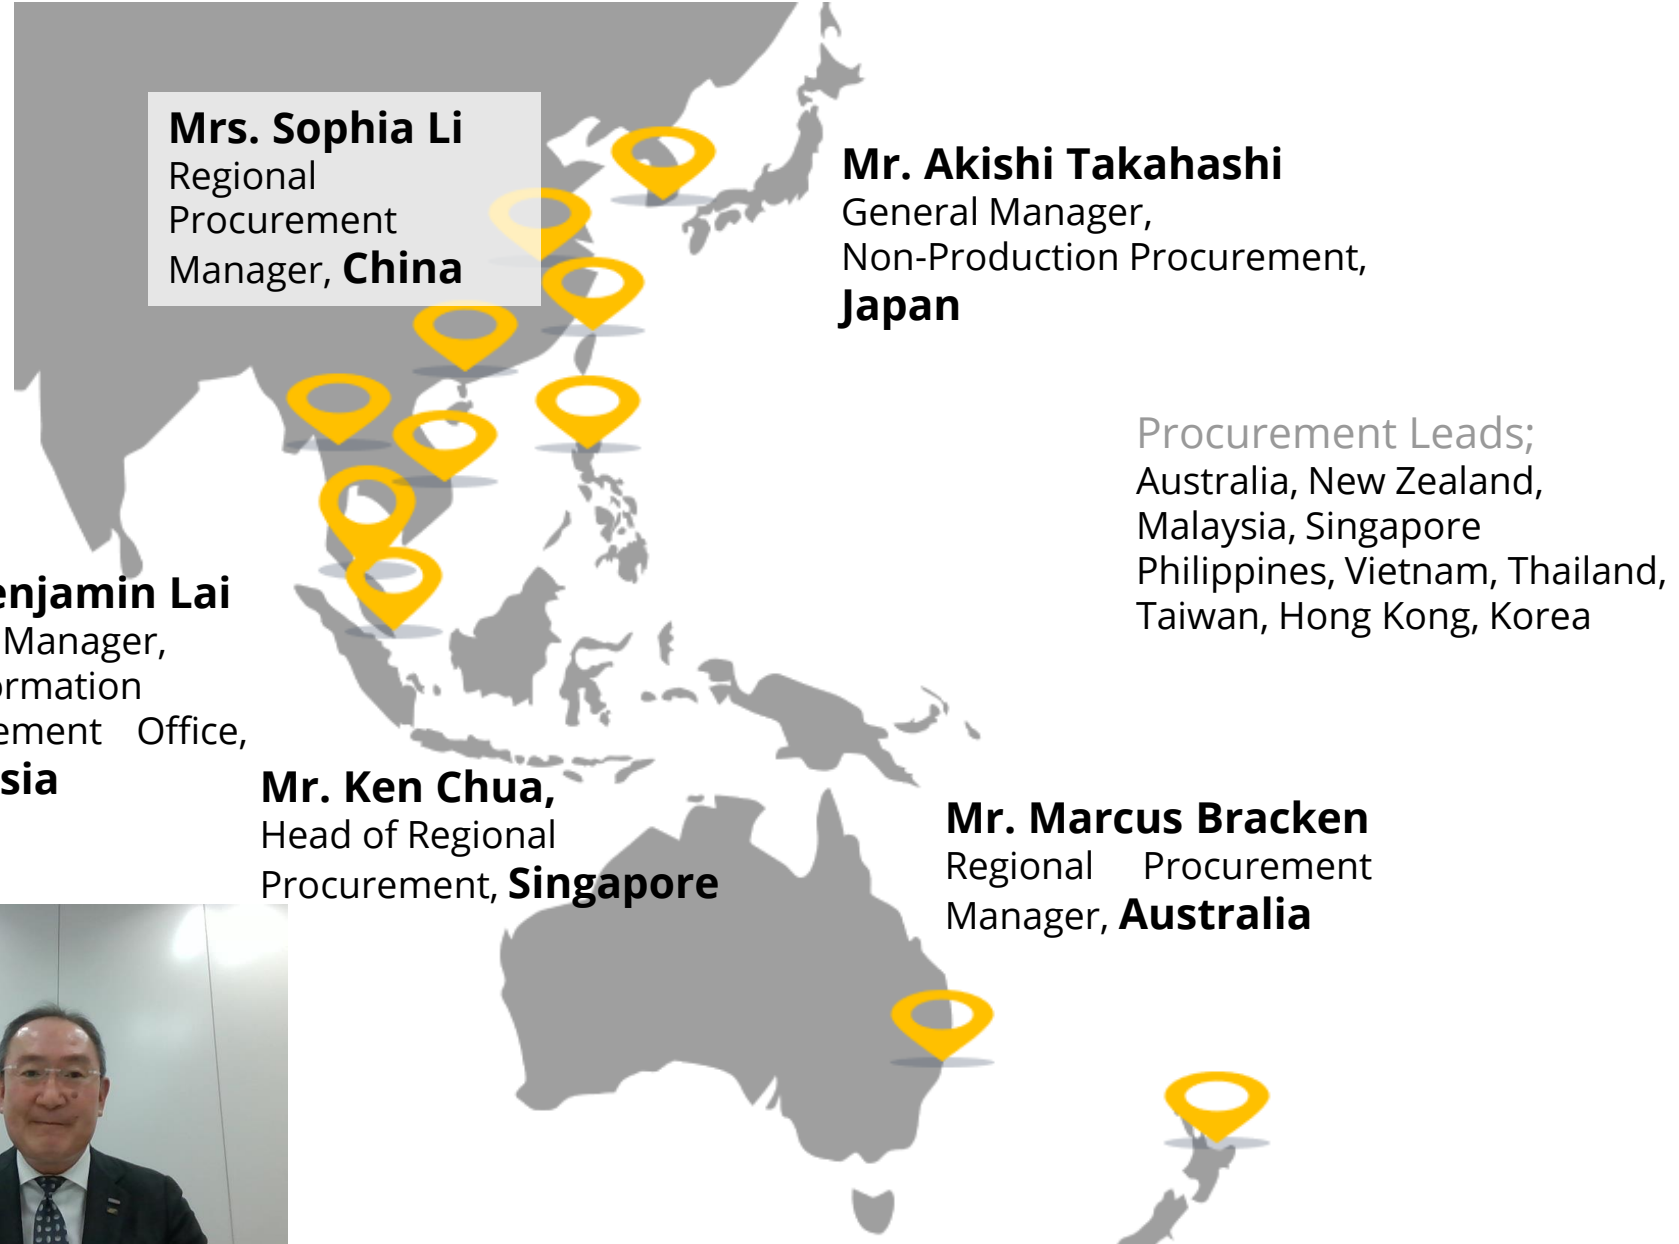 Mrs. Sophia Li
Regional
Procurement
Manager, China
Mr. Akishi Takahashi
General Manager,
Non-Production Procurement,
Japan
Procurement Leads;
Australia, New Zealand,
Malaysia, Singapore
Philippines, Vietnam, Thailand,
Taiwan, Hong Kong, Korea
enjamin Lai
Manager,
ormation
ement Office,
sia
Mr. Ken Chua,
Head of Regional
Procurement, Singapore
Mr. Marcus Bracken
Regional Procurement
Manager, Australia